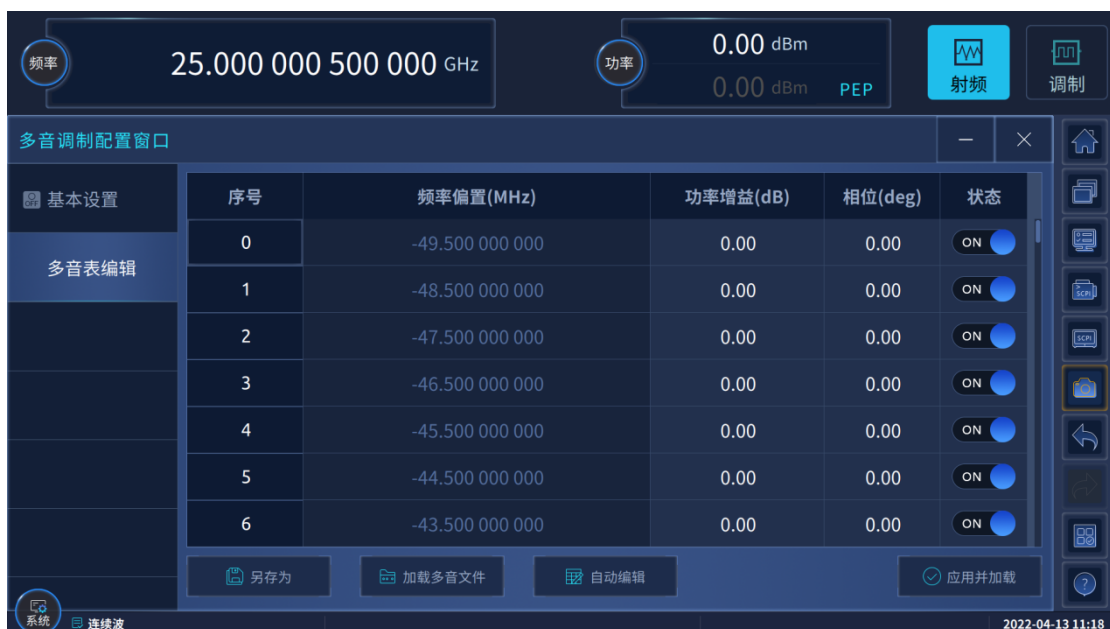 频率 25.000 000 500 000 GHz 功率 0.00 dBm
0.00 dBm PEP
射频 调制
多音调制配置窗口
OFF 基本设置
多音表编辑
序号 频率偏置(MHz) 功率增益(dB) 相位(deg) 状态
0 -49.500 000 000 0.00 0.00 ON
1 -48.500 000 000 0.00 0.00 ON
2 -47.500 000 000 0.00 0.00 ON
3 -46.500 000 000 0.00 0.00 ON
4 -45.500 000 000 0.00 0.00 ON
5 -44.500 000 000 0.00 0.00 ON
6 -43.500 000 000 0.00 0.00 ON
SCPI
SCPI
另存为 加载多音文件 自动编辑 应用并加载
系统 连续波 2022-04-13 11:18